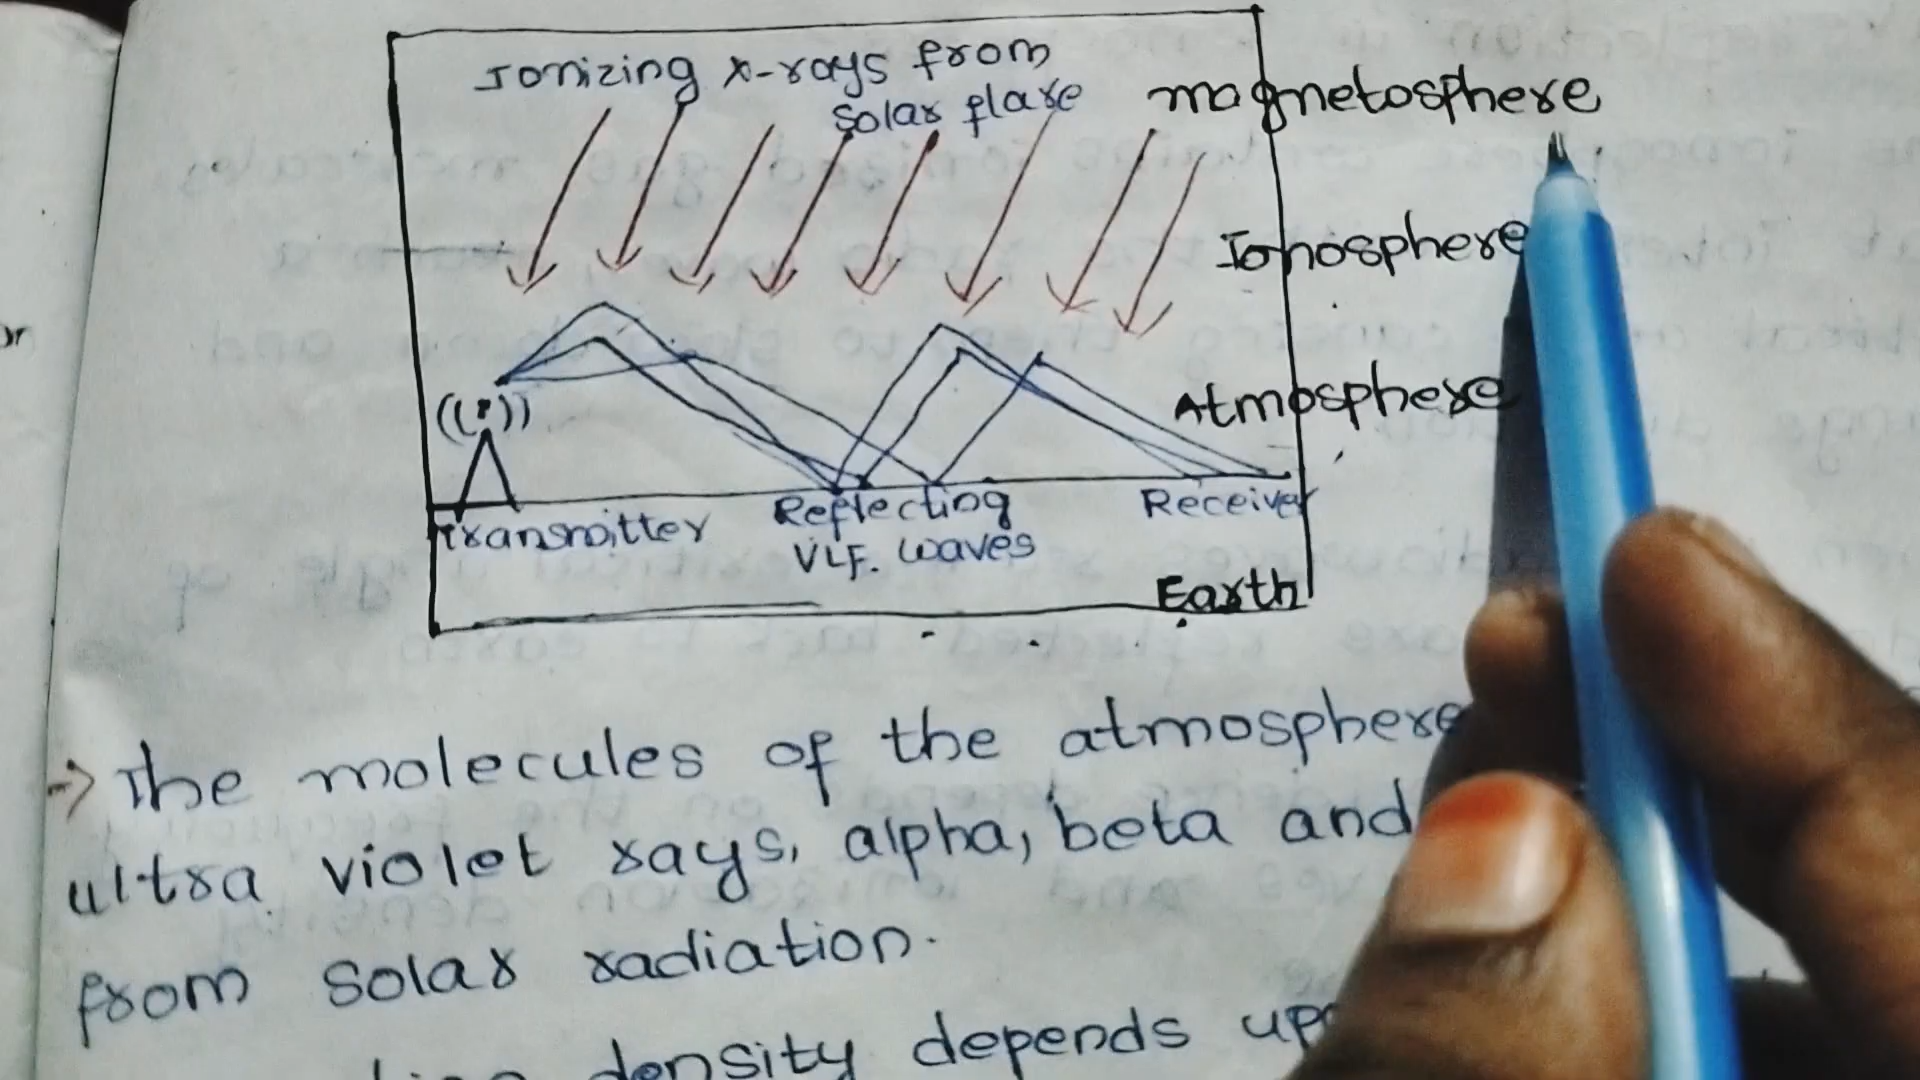 Ionizing x-rays from
solar flare
magnetosphere
Ionosphere
Atmosphere
((•))
Transmitter
Reflecting
VLF. waves
Receiver
Earth
or
-> The molecules of the atmosphere
ultra violet rays, alpha, beta and
from solar radiation.
density depends